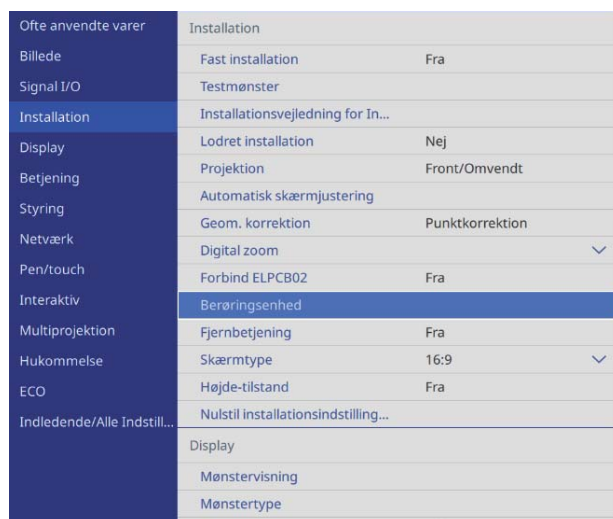 Ofte anvendte varer
Billede
Signal I/O
Installation
Display
Betjening
Styring
Netværk
Pen/touch
Interaktiv
Multiprojektion
Hukommelse
ECO
Indledende/Alle Indstill...
Installation
Fast installation Fra
Testmønster
Installationsvejledning for In...
Lodret installation Nej
Projektion Front/Omvendt
Automatisk skærmjustering
Geom. korrektion Punktkorrektion
Digital zoom
Forbind ELPCB02 Fra
Berøringsenhed
Fjernbetjening Fra
Skærmtype 16:9
Højde-tilstand Fra
Nulstil installationsindstilling...
Display
Mønstervisning
Mønstertype